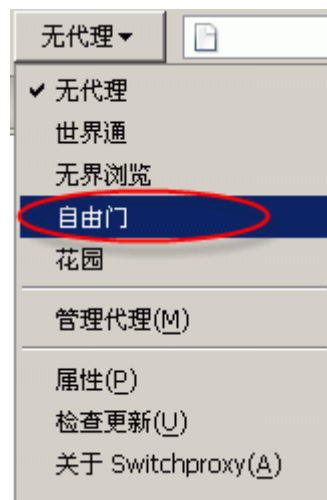 无代理
无代理
世界通
无界浏览
自由门
花园
管理代理(M)
属性(P)
检查更新(U)
关于 Switchproxy(A)